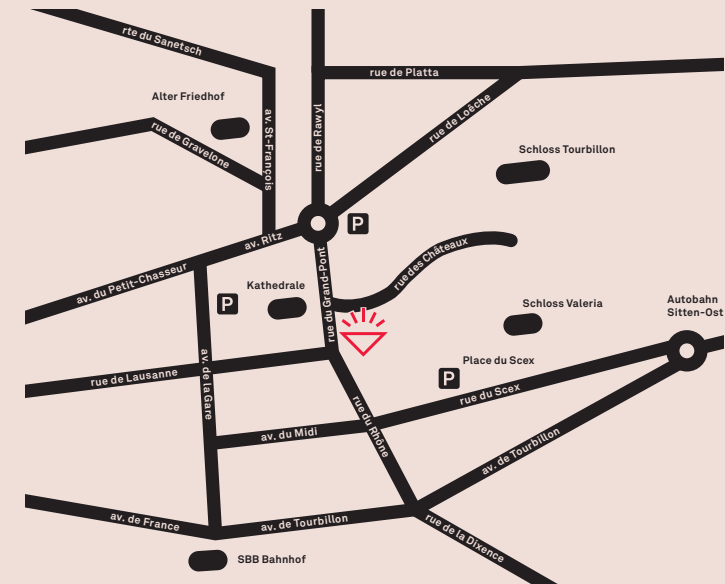 rte du Sanetsch
rue de Platta
Alter Friedhof
av. St-François
rue de Rawyl
rue de Loèche
rue de Gravelone
Schloss Tourbillon
P
av. Ritz
rue des Châteaux
av. du Petit-Chasseur
rue du Grand-Pont
Kathedrale
P
Schloss Valeria
Autobahn
Sitten-Ost
rue de Lausanne
av. de la Gare
Place du Scex
P
rue du Scex
rue du Rhône
av. du Midi
av. de Tourbillon
av. de France
av. de Tourbillon
rue de la Dixence
SBB Bahnhof